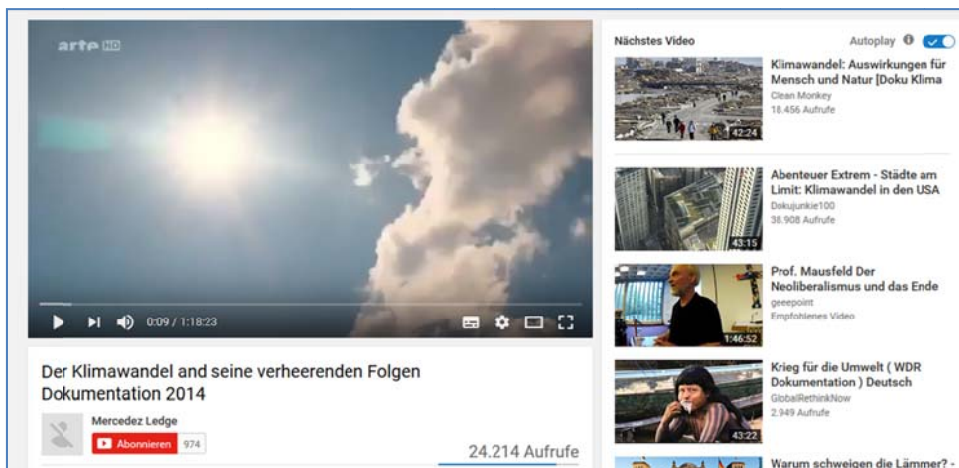 arte HD
0:09 / 1:18:23
Der Klimawandel and seine verheerenden Folgen
Dokumentation 2014
Mercedez Ledge
Abonnieren 974
24.214 Aufrufe
Nächstes Video
Autoplay
42:24
Klimawandel: Auswirkungen für
Mensch und Natur [Doku Klima
Clean Monkey
18.456 Aufrufe
43:15
Abenteuer Extrem - Städte am
Limit: Klimawandel in den USA
Dokujunkie100
38.908 Aufrufe
1:46:52
Prof. Mausfeld Der
Neoliberalismus und das Ende
geeepoint
Empfohlenes Video
43:22
Krieg für die Umwelt ( WDR
Dokumentation ) Deutsch
GlobalRethinkNow
2.949 Aufrufe
Warum schweigen die Lämmer? -